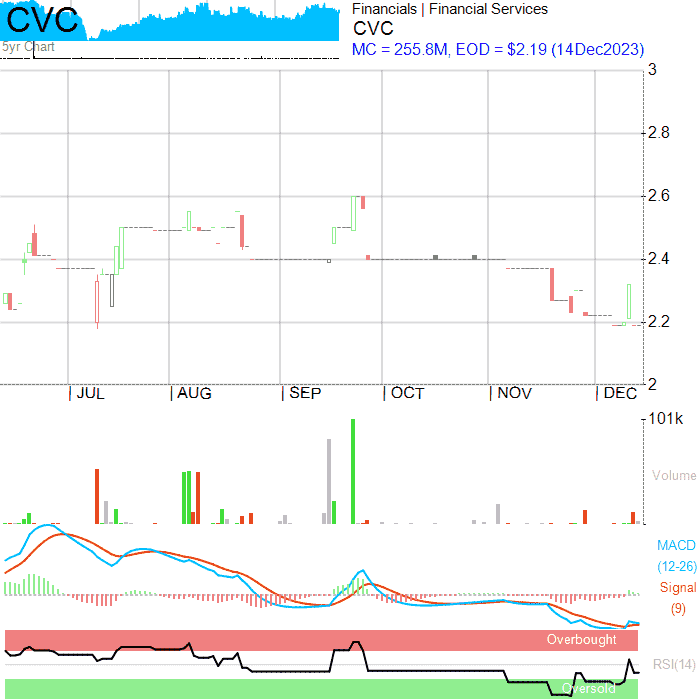 CVC
5yr Chart
Financials | Financial Services
CVC
MC = 255.8M, EOD = $2.19 (14Dec2023)
3
2.8
2.6
2.4
2.2
2
JUL AUG SEP OCT NOV DEC
101k
Volume
MACD
(12-26)
Signal
(9)
Overbought
RSI(14)
Oversold